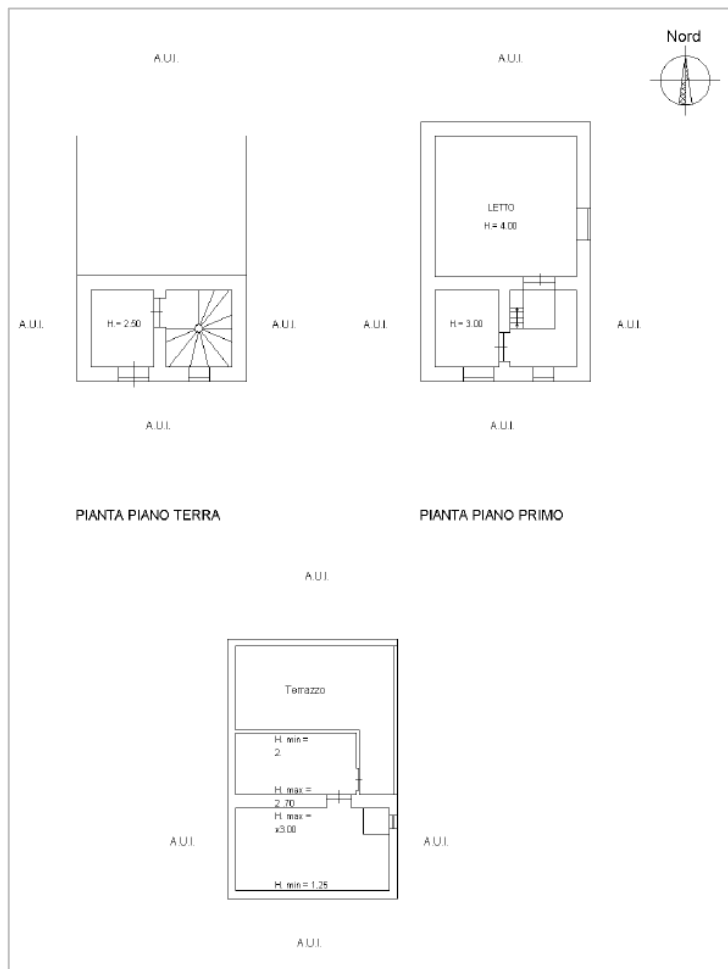 Nord
A.U.I.
A.U.I.
LETTO
H.= 4.00
A.U.I.
H.= 2.50
A.U.I.
A.U.I.
H.= 3.00
A.U.I.
A.U.I.
A.U.I.
PIANTA PIANO TERRA
PIANTA PIANO PRIMO
A.U.I.
Terrazzo
H. min =
2.
H. max =
2.70
H. max =
x3.00
A.U.I.
A.U.I.
H. min = 1.25
A.U.I.